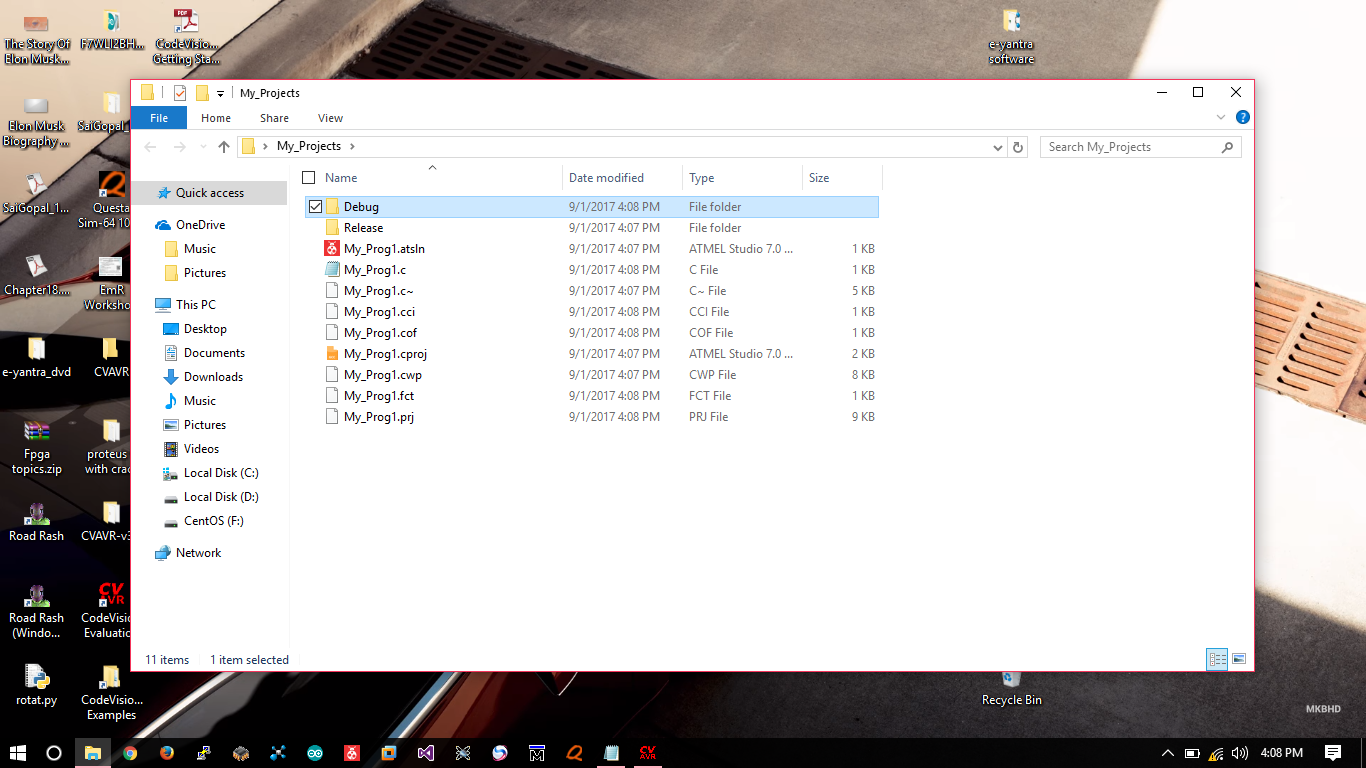 The Story Of
Elon Musk...
F7WLI2BH...
CodeVisio...
Getting Sta...
e-yantra
software
Elon Musk
Biography ...
SaiGopal_
SaiGopal_1...
Questa
Sim-64 10
Chapter18....
EmR
Worksho
e-yantra_dvd
CVAVR
Fpga
topics.zip
proteus
with crac
Road Rash
CVAVR-v3
Road Rash
(Windo...
CV
AVR
CodeVisio
Evaluatio
rotat.py
CodeVisio...
Examples
My_Projects
File
Home
Share
View
My_Projects
Search My_Projects
Quick access
OneDrive
Music
Pictures
This PC
Desktop
Documents
Downloads
Music
Pictures
Videos
Local Disk (C:)
Local Disk (D:)
CentOS (F:)
Network
Name Date modified Type Size
Debug 9/1/2017 4:08 PM File folder
Release 9/1/2017 4:07 PM File folder
My_Prog1.atsln 9/1/2017 4:07 PM ATMEL Studio 7.0 ... 1 KB
My_Prog1.c 9/1/2017 4:08 PM C File 1 KB
My_Prog1.c~ 9/1/2017 4:07 PM C~ File 5 KB
My_Prog1.cci 9/1/2017 4:08 PM CCI File 1 KB
My_Prog1.cof 9/1/2017 4:08 PM COF File 1 KB
My_Prog1.cproj 9/1/2017 4:07 PM ATMEL Studio 7.0 ... 2 KB
My_Prog1.cwp 9/1/2017 4:07 PM CWP File 8 KB
My_Prog1.fct 9/1/2017 4:08 PM FCT File 1 KB
My_Prog1.prj 9/1/2017 4:08 PM PRJ File 9 KB
11 items 1 item selected
Recycle Bin
MKBHD
CV
AVR
4:08 PM